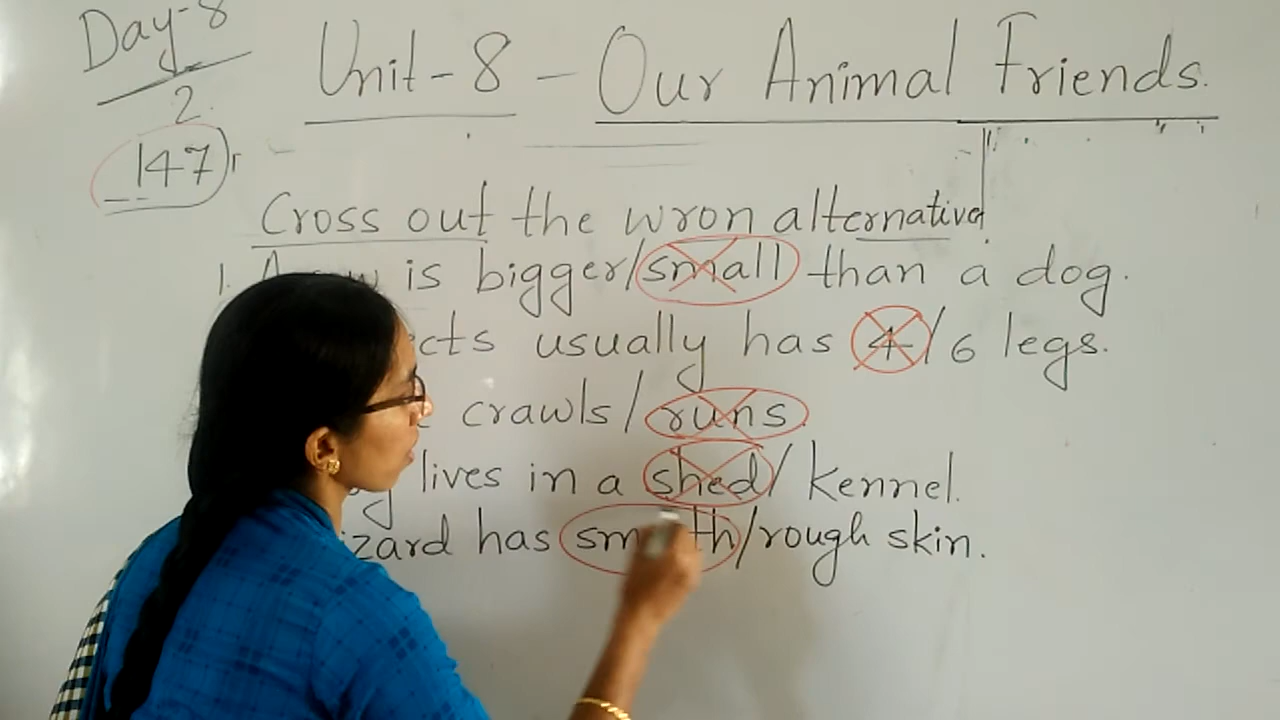 Day-8
2
147
Unit-8 - Our Animal Friends.
Cross out the wron alternative
1. A is bigger/small than a dog.
usually has 4/6 legs.
crawls/runs.
lives in a shed/kennel.
has /rough skin.